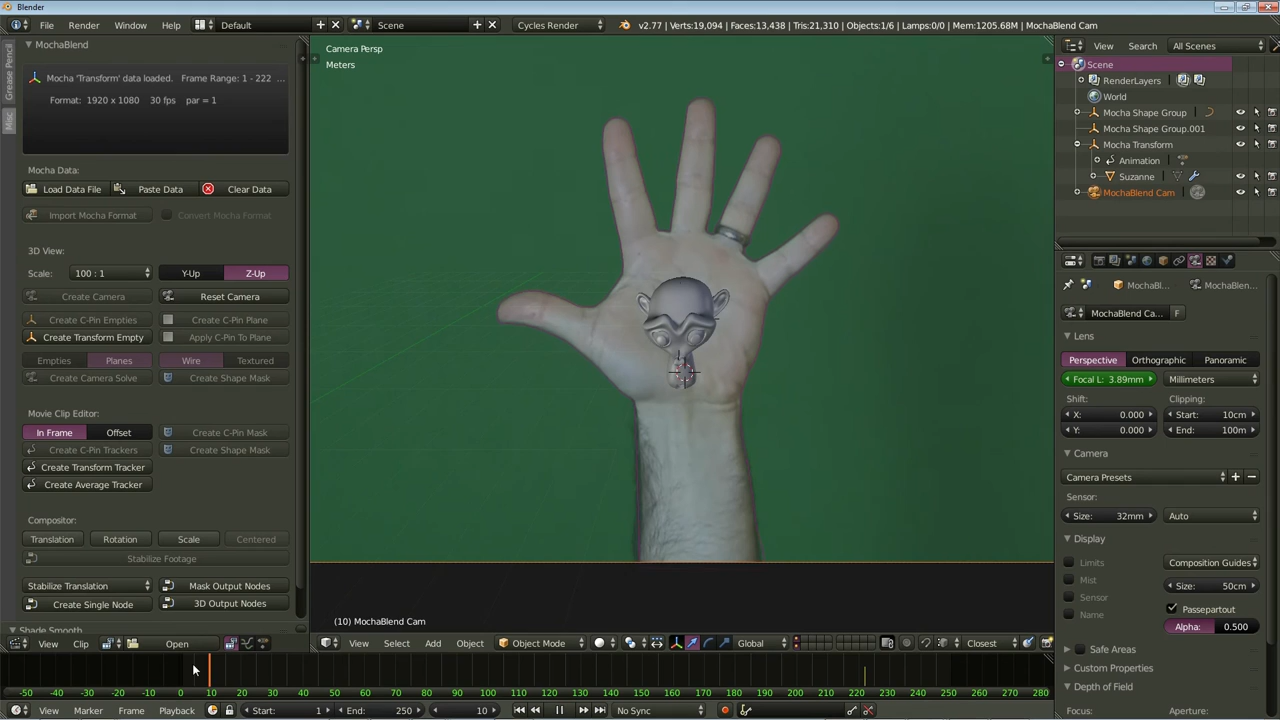 Blender
File Render Window Help Default Scene Cycles Render v2.77 | Verts:19,094 | Faces:13,438 | Tris:21,310 | Objects:1/6 | Lamps:0/0 | Mem:1205.68M | MochaBlend Cam
MochaBlend
Mocha 'Transform' data loaded. Frame Range: 1 - 222 ...
Format: 1920 x 1080 30 fps par = 1
Mocha Data:
Load Data File Paste Data Clear Data
Import Mocha Format Convert Mocha Format
3D View:
Scale: 100 : 1 Y-Up Z-Up
Create Camera Reset Camera
Create C-Pin Empties Create C-Pin Plane
Create Transform Empty Apply C-Pin To Plane
Empties Planes Wire Textured
Create Camera Solve Create Shape Mask
Movie Clip Editor:
In Frame Offset Create C-Pin Mask
Create C-Pin Trackers Create Shape Mask
Create Transform Tracker
Create Average Tracker
Compositor:
Translation Rotation Scale Centered
Stabilize Footage
Stabilize Translation Mask Output Nodes
Create Single Node 3D Output Nodes
Shade Smooth
Grease Pencil
Misc
View Clip Open
Camera Persp
Meters
(10) MochaBlend Cam
View Select Add Object Object Mode Global Closest
View Search All Scenes
Scene
RenderLayers
World
Mocha Shape Group
Mocha Shape Group.001
Mocha Transform
Animation
Suzanne
MochaBlend Cam
MochaBl... MochaBlen...
MochaBlend Ca... F
Lens
Perspective Orthographic Panoramic
Focal L: 3.89mm Millimeters
Shift: Clipping:
X: 0.000 Start: 10cm
Y: 0.000 End: 100m
Camera
Camera Presets
Sensor:
Size: 32mm Auto
Display
Limits Composition Guides
Mist Size: 50cm
Sensor Passepartout
Name Alpha: 0.500
Safe Areas
Custom Properties
Depth of Field
Focus: Aperture:
-50 -40 -30 -20 -10 0 10 20 30 40 50 60 70 80 90 100 110 120 130 140 150 160 170 180 190 200 210 220 230 240 250 260 270 280
View Marker Frame Playback Start: 1 End: 250 10 No Sync